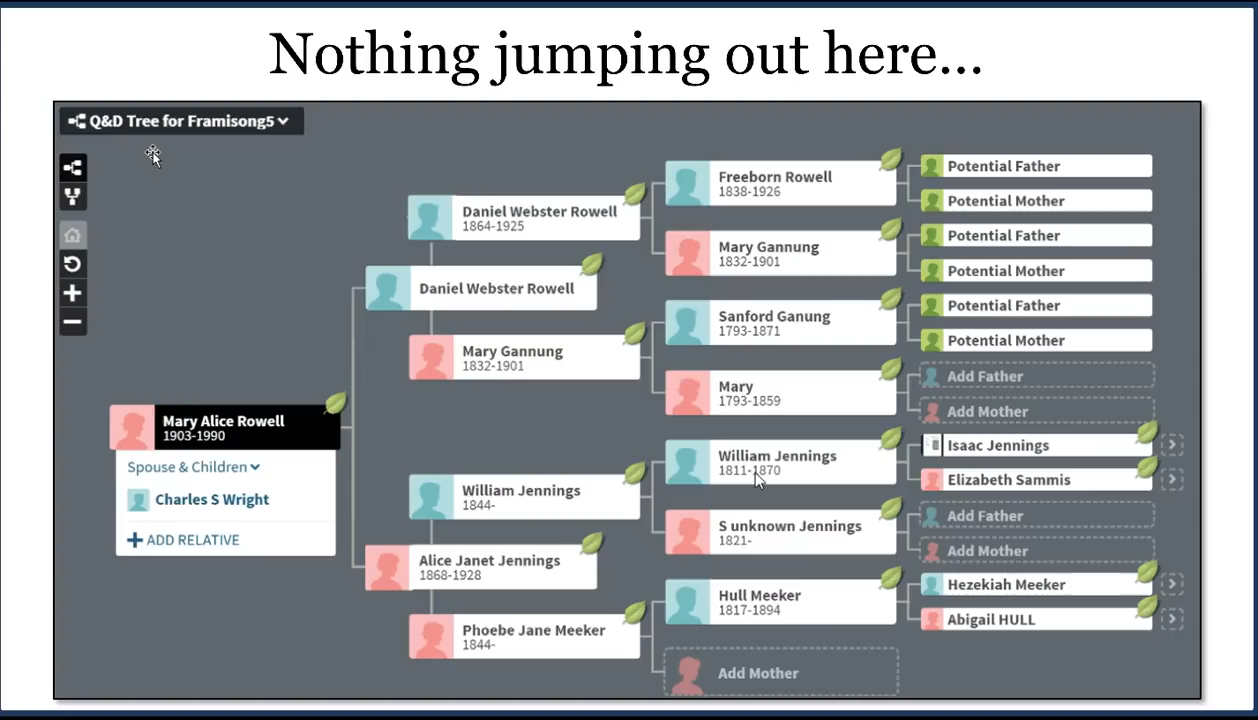 Nothing jumping out here...
Q&D Tree for Framisong5
Freeborn Rowell
1838-1926
Potential Father
Potential Mother
Daniel Webster Rowell
1864-1925
Mary Gannung
1832-1901
Potential Father
Potential Mother
Daniel Webster Rowell
Sanford Ganung
1793-1871
Potential Father
Potential Mother
Mary Gannung
1832-1901
Mary
1793-1859
Add Father
Add Mother
Mary Alice Rowell
1903-1990
Spouse & Children
Charles S Wright
ADD RELATIVE
William Jennings
1811-1870
Isaac Jennings
Elizabeth Sammis
William Jennings
1844-
S unknown Jennings
1821-
Add Father
Add Mother
Alice Janet Jennings
1868-1928
Hull Meeker
1817-1894
Hezekiah Meeker
Abigail HULL
Phoebe Jane Meeker
1844-
Add Mother